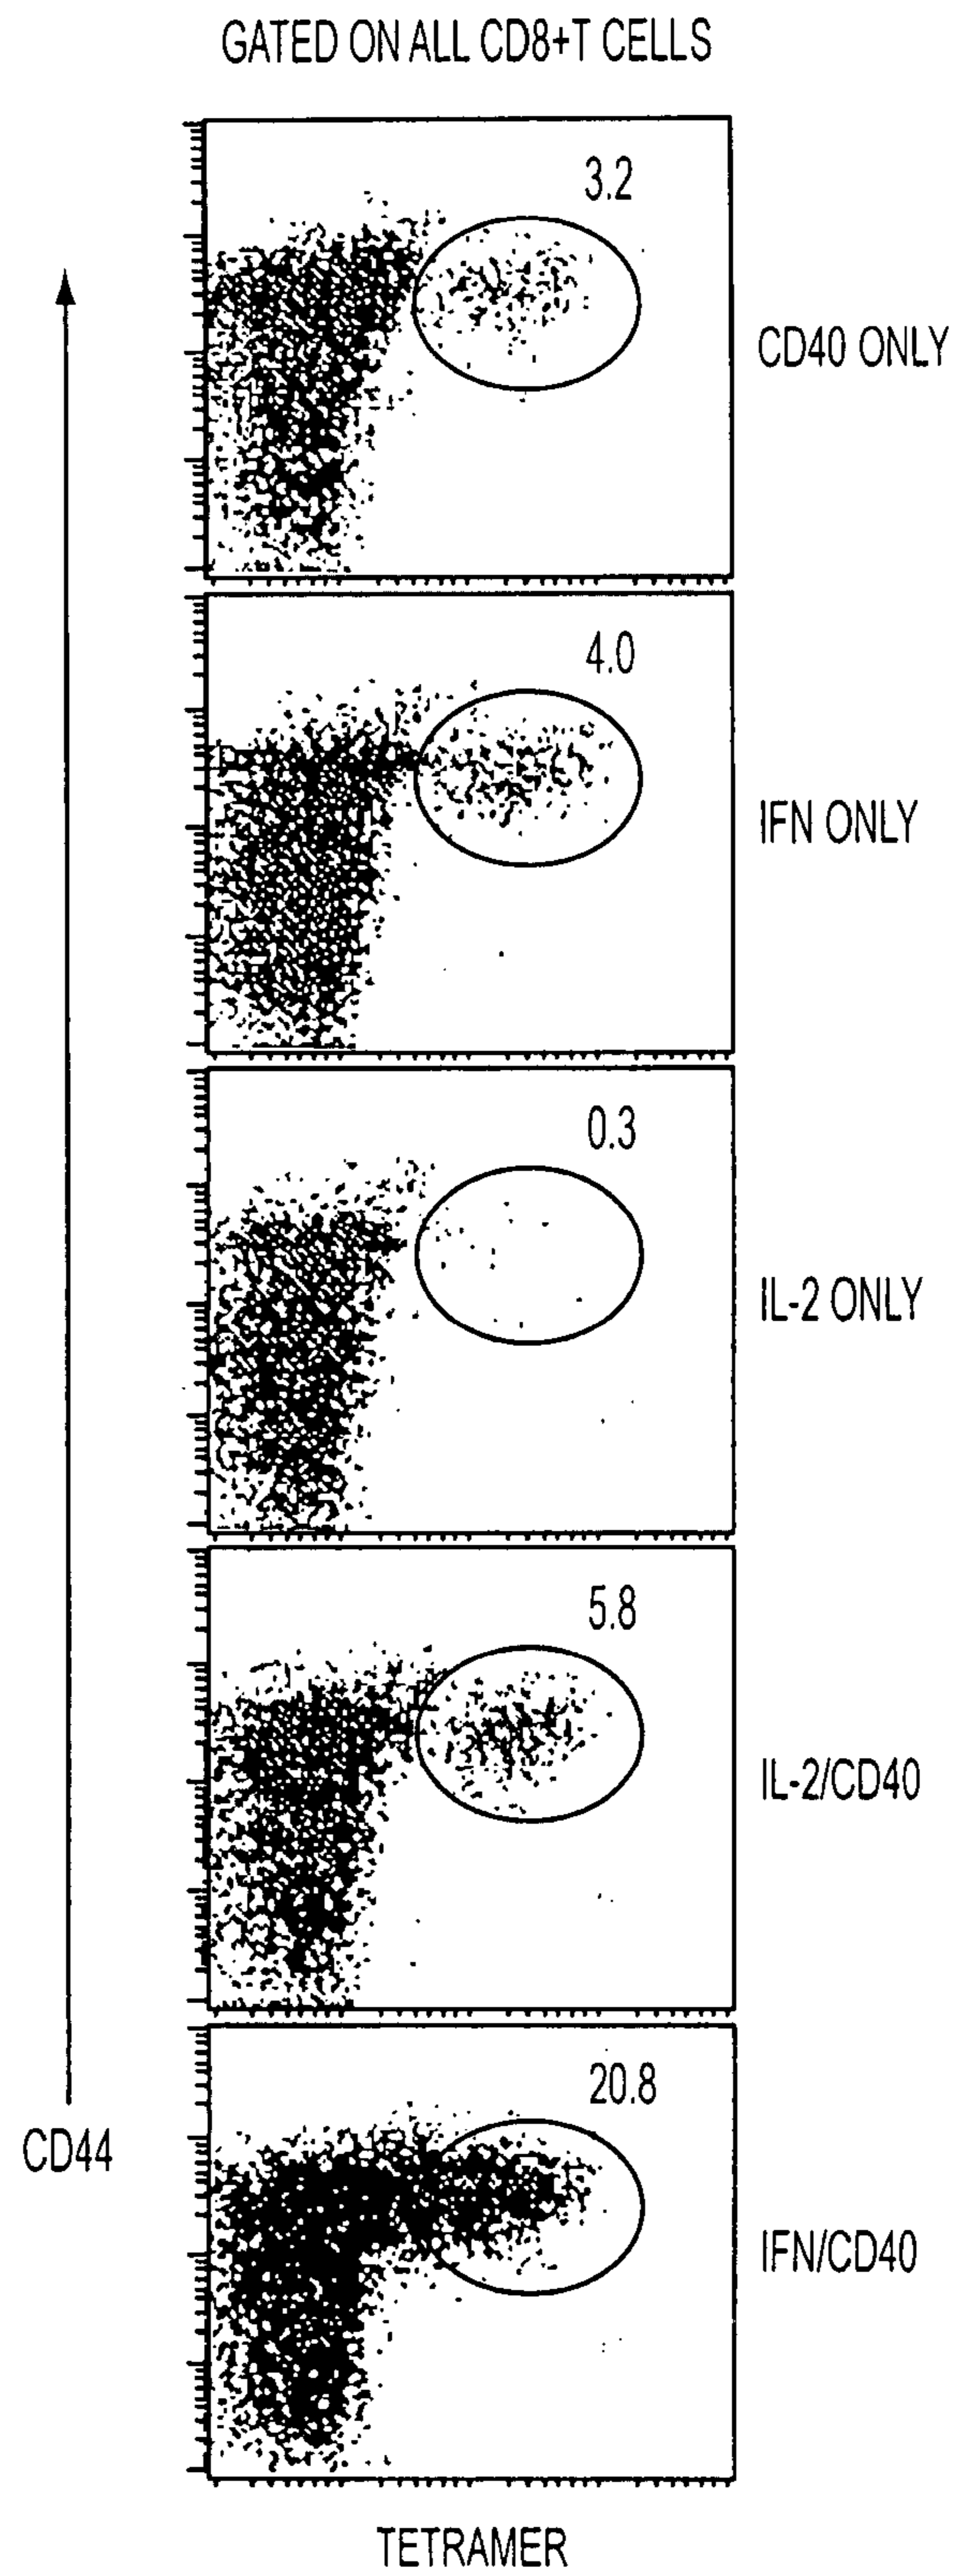 GATED ON ALL CD8+T CELLS
3.2
CD40 ONLY
4.0
IFN ONLY
0.3
IL-2 ONLY
5.8
IL-2/CD40
20.8
CD44
IFN/CD40
TETRAMER